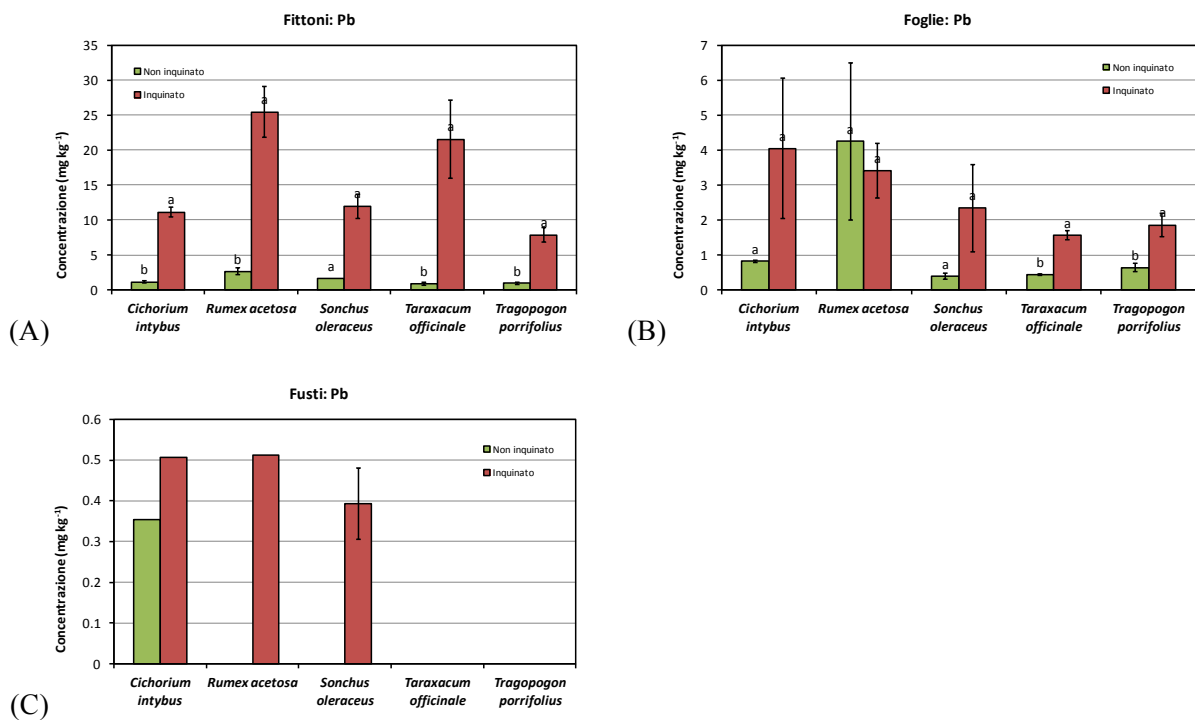 Fittoni: Pb
35
30
25
20
15
10
5
0
Concentrazione (mg kg⁻¹)
Non inquinato
Inquinato
b a b a a a b a b a
Cichorium intybus
Rumex acetosa
Sonchus oleraceus
Taraxacum officinale
Tragopogon porrifolius
(A)
Foglie: Pb
7
6
5
4
3
2
1
0
Concentrazione (mg kg⁻¹)
Non inquinato
Inquinato
a a a a a a b a b a
Cichorium intybus
Rumex acetosa
Sonchus oleraceus
Taraxacum officinale
Tragopogon porrifolius
(B)
Fusti: Pb
0.6
0.5
0.4
0.3
0.2
0.1
0
Concentrazione (mg kg⁻¹)
Non inquinato
Inquinato
Cichorium intybus
Rumex acetosa
Sonchus oleraceus
Taraxacum officinale
Tragopogon porrifolius
(C)